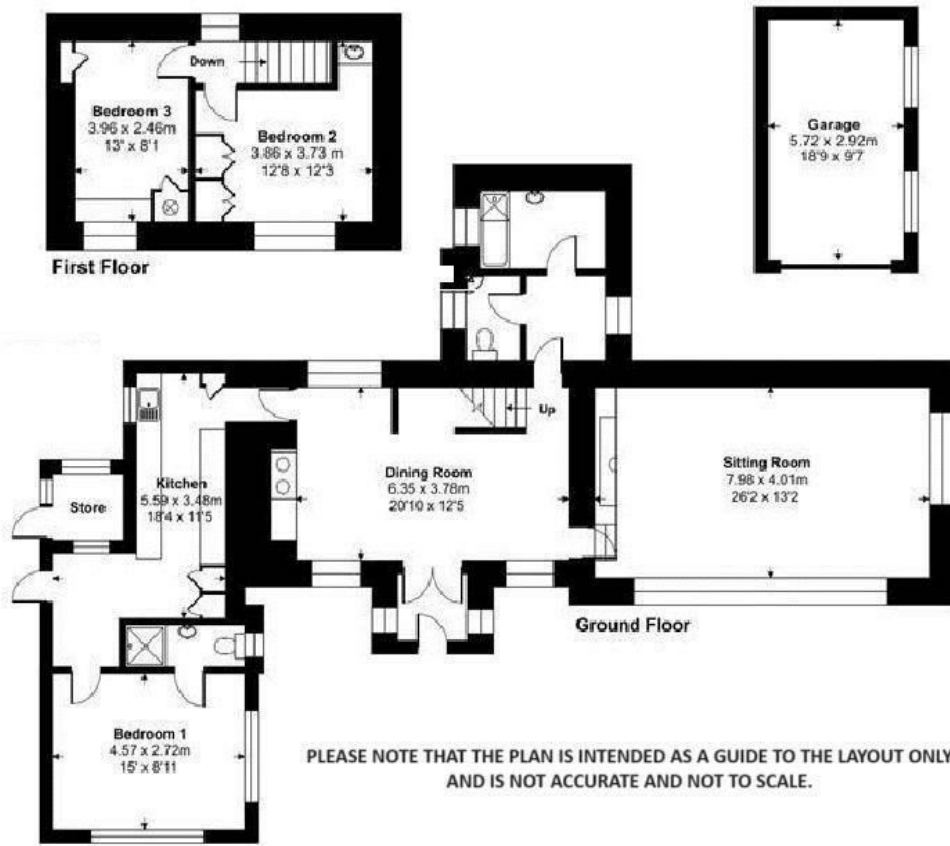 Down
Bedroom 3
3.96 x 2.46m
13' x 8'1
Bedroom 2
3.86 x 3.73 m
12'8 x 12'3
First Floor
Garage
5.72 x 2.92m
18'9 x 9'7
Up
Kitchen
5.59 x 3.48m
18'4 x 11'5
Store
Dining Room
6.35 x 3.78m
20'10 x 12'5
Sitting Room
7.98 x 4.01m
26'2 x 13'2
Ground Floor
Bedroom 1
4.57 x 2.72m
15' x 8'11
PLEASE NOTE THAT THE PLAN IS INTENDED AS A GUIDE TO THE LAYOUT ONLY
AND IS NOT ACCURATE AND NOT TO SCALE.